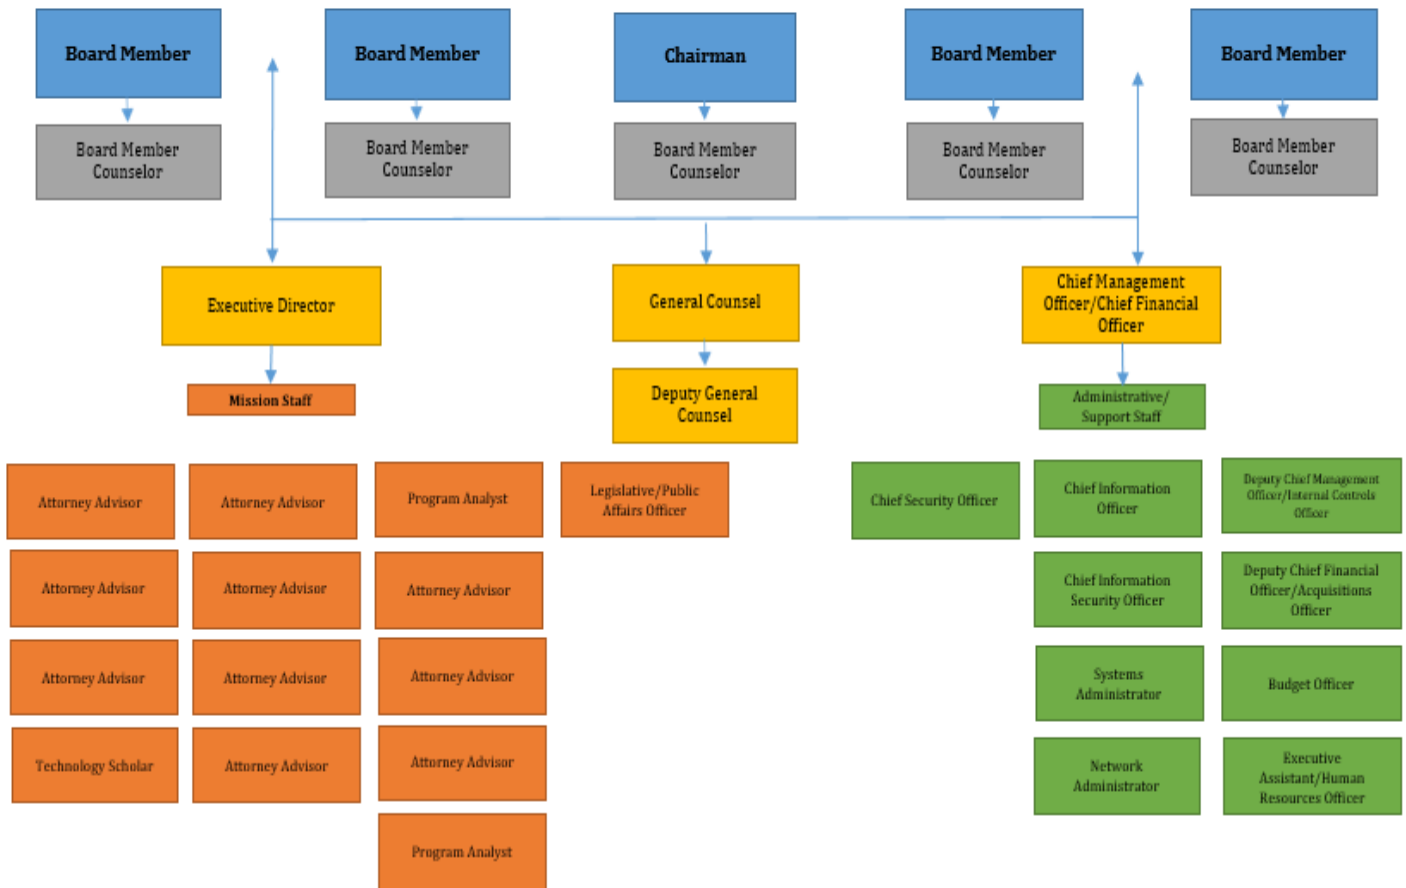 Board Member
Board Member
Chairman
Board Member
Board Member
Board Member
Counselor
Board Member
Counselor
Board Member
Counselor
Board Member
Counselor
Board Member
Counselor
Executive Director
General Counsel
Chief Management
Officer/Chief Financial
Officer
Mission Staff
Deputy General
Counsel
Administrative/
Support Staff
Attorney Advisor
Attorney Advisor
Program Analyst
Legislative/Public
Affairs Officer
Chief Security Officer
Chief Information
Officer
Deputy Chief Management
Officer/Internal Controls
Officer
Attorney Advisor
Attorney Advisor
Attorney Advisor
Chief Information
Security Officer
Deputy Chief Financial
Officer/Acquisitions
Officer
Attorney Advisor
Attorney Advisor
Attorney Advisor
Systems
Administrator
Budget Officer
Technology Scholar
Attorney Advisor
Attorney Advisor
Network
Administrator
Executive
Assistant/Human
Resources Officer
Program Analyst